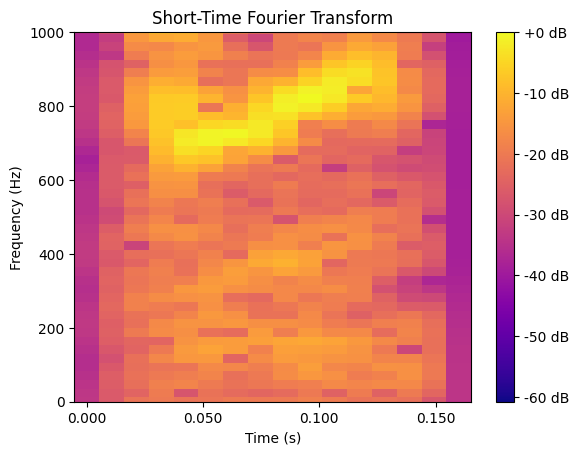 Short-Time Fourier Transform
1000
800
600
400
200
0
Frequency (Hz)
0.000
0.050
0.100
0.150
Time (s)
+0 dB
-10 dB
-20 dB
-30 dB
-40 dB
-50 dB
-60 dB